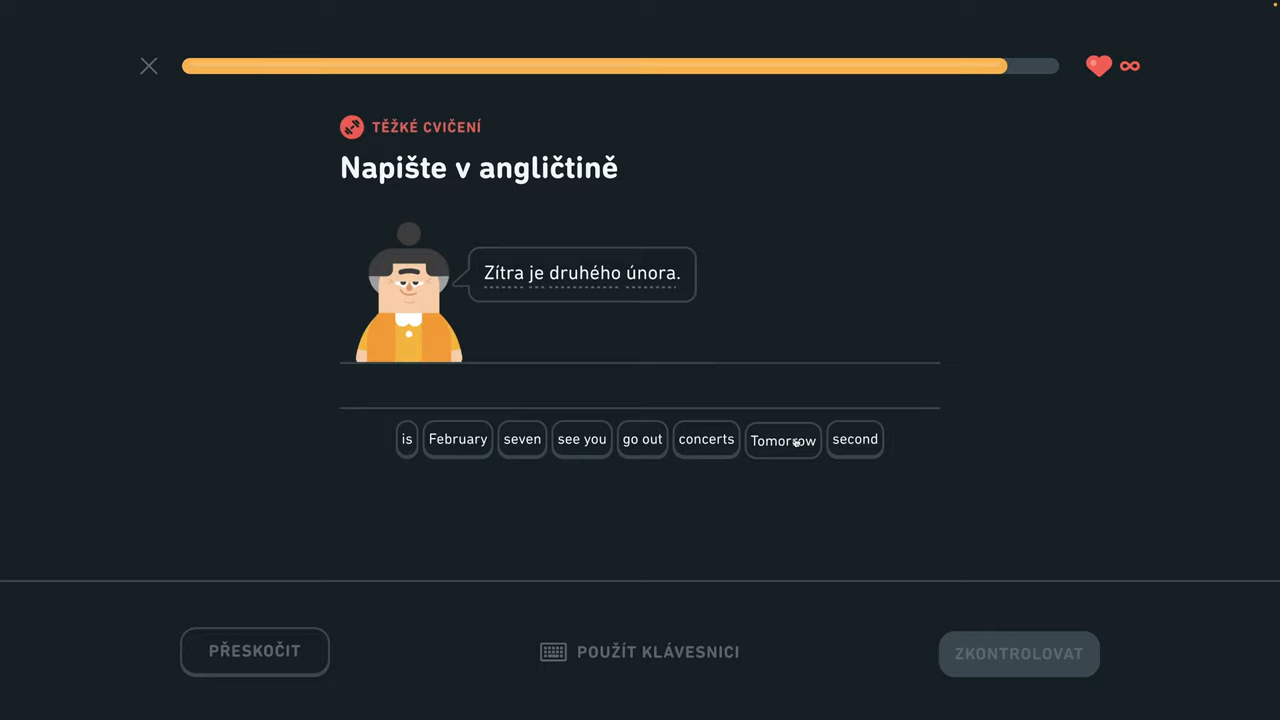 TĚŽKÉ CVIČENÍ
Napište v angličtině
Zítra je druhého února.
is February seven see you go out concerts Tomorrow second
PŘESKOČIT POUŽÍT KLÁVESNICI ZKONTROLOVAT